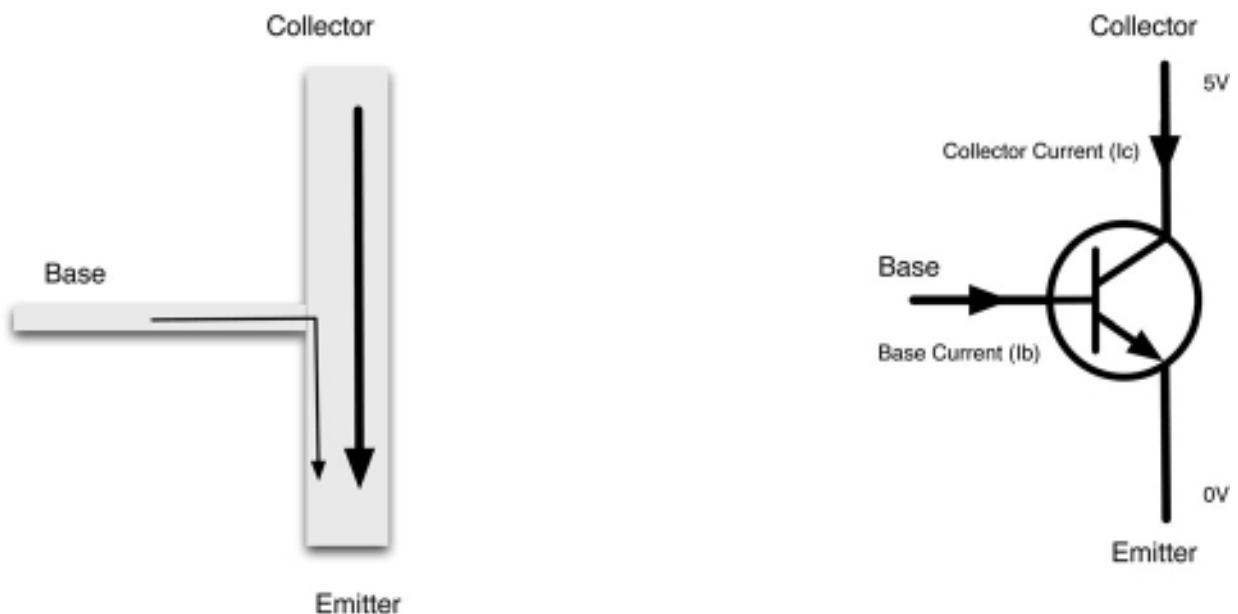 Collector
Base
Emitter
Collector
5V
Collector Current (Ic)
Base
Base Current (Ib)
0V
Emitter